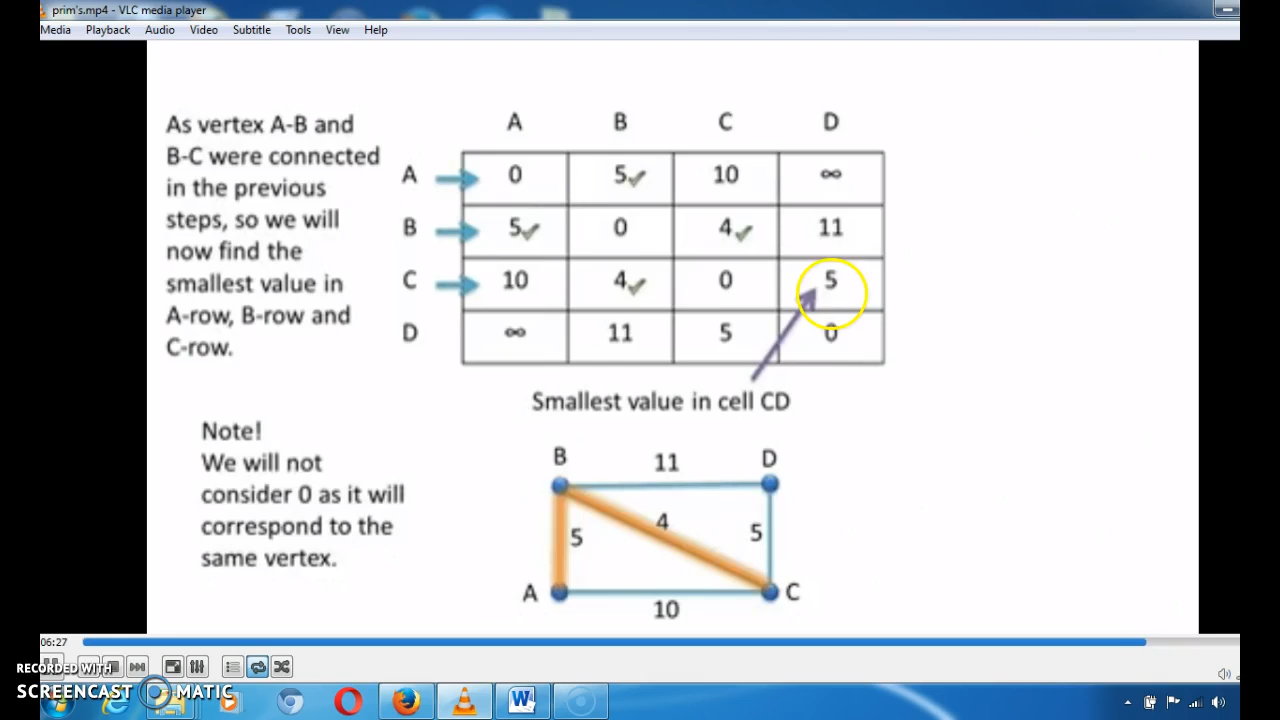 prim's.mp4 - VLC media player
Media Playback Audio Video Subtitle Tools View Help
As vertex A-B and
B-C were connected
in the previous
steps, so we will
now find the
smallest value in
A-row, B-row and
C-row.
A B C D
A 0 5✓ 10 ∞
B 5✓ 0 4✓ 11
C 10 4✓ 0 5
D ∞ 11 5 0
Smallest value in cell CD
Note!
We will not
consider 0 as it will
correspond to the
same vertex.
B 11 D
4
5 5
A C
10
06:27
RECORDED WITH
SCREENCAST MATIC
W